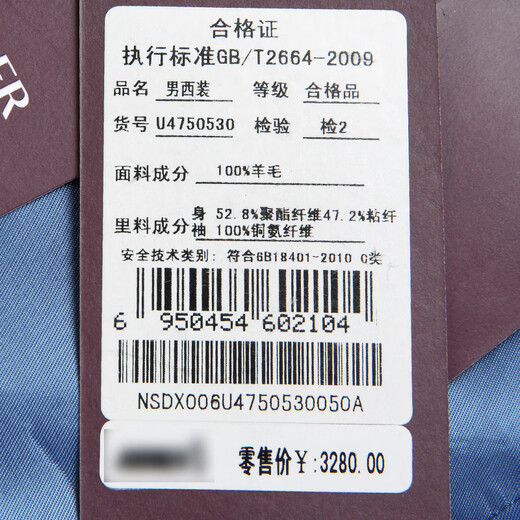 ER
合格证
执行标准GB/T2664-2009
品名 男西装 等级 合格品
货号 U4750530 检验 检2
面料成分 100%羊毛
里料成分 身 52.8%聚酯纤维47.2%粘纤
袖 100%铜氨纤维
安全技术类别: 符合GB18401-2010 C类
6 950454 602104
NSDX006U4750530050A
零售价¥:3280.00